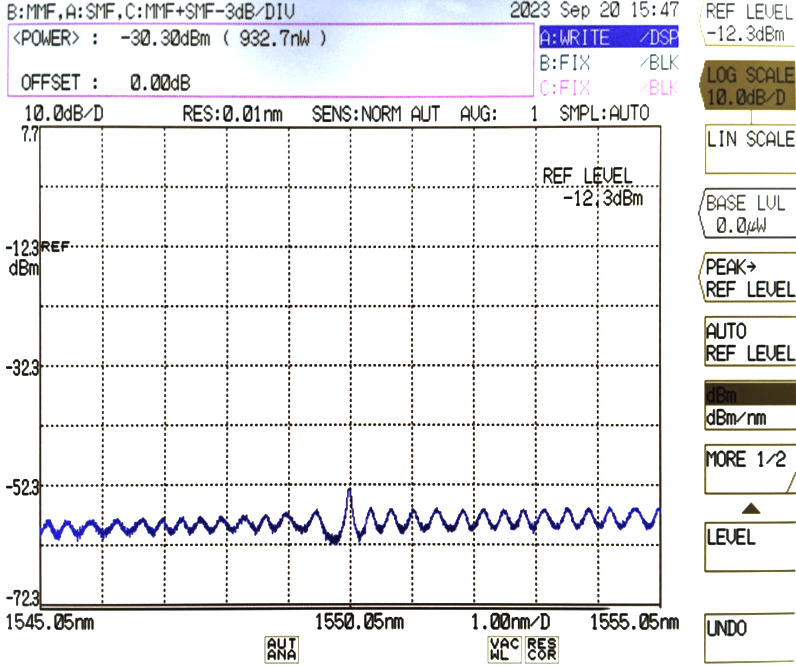 B:MMF,A:SMF,C:MMF+SMF-3dB/DIV
2023 Sep 20 15:47
<POWER> : -30.30dBm ( 932.7nW )
OFFSET : 0.00dB
A:WRITE /DSP
B:FIX /BLK
C:FIX /BLK
10.0dB/D RES:0.01nm SENS:NORM AUT AVG: 1 SMPL:AUTO
7.7
REF LEVEL
-12.3dBm
-12.3 REF
dBm
-32.3
-52.3
-72.3
1545.05nm 1550.05nm 1.00nm/D 1555.05nm
AUT
ANA
VAC
WL
RES
COR
REF LEVEL
-12.3dBm
LOG SCALE
10.0dB/D
LIN SCALE
BASE LVL
0.0μW
PEAK→
REF LEVEL
AUTO
REF LEVEL
dBm
dBm/nm
MORE 1/2
LEVEL
UNDO